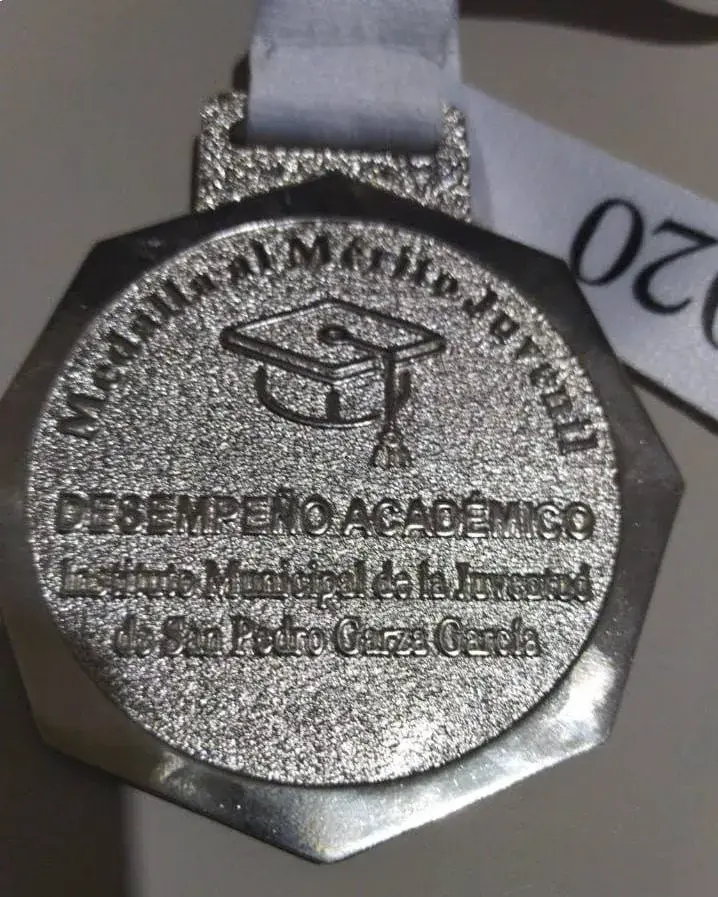 Medalla al Mérito Juvenil
DESEMPEÑO ACADÉMICO
Instituto Municipal de la Juventud
de San Pedro Garza García
020